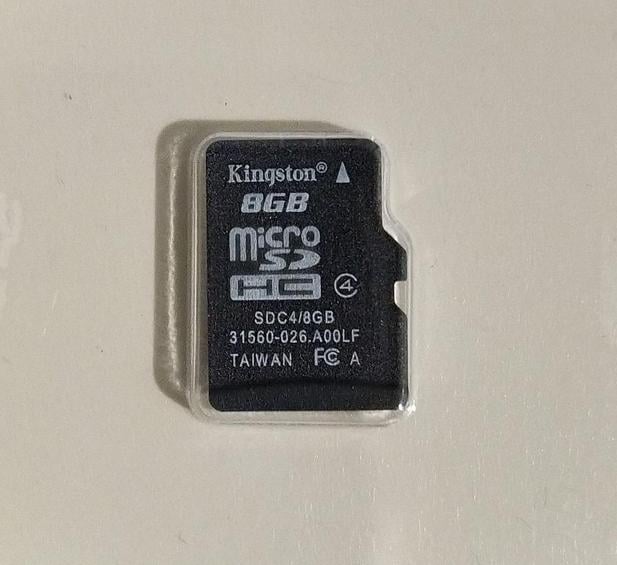 Kingston®
8GB
micro
SD
HC 4
SDC4/8GB
31560-026.A00LF
TAIWAN FC A